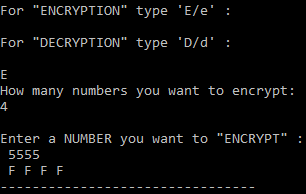 For "ENCRYPTION" type 'E/e' :
For "DECRYPTION" type 'D/d' :
E
How many numbers you want to encrypt:
4
Enter a NUMBER you want to "ENCRYPT" :
5555
F F F F
--------------------------------